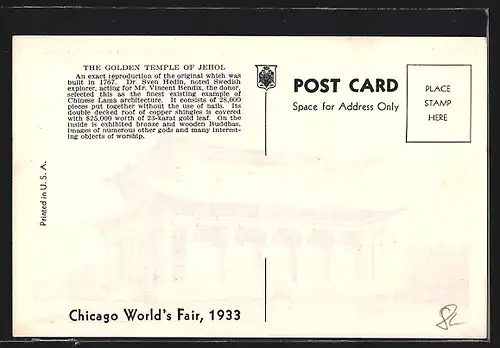 THE GOLDEN TEMPLE OF JEHOL
An exact reproduction of the original which was
built in 1767. Dr. Sven Hedin, noted Swedish
explorer, acting for Mr. Vincent Bendix, the donor,
selected this as the finest existing example of
Chinese Lama architecture. It consists of 28,000
pieces put together without the use of nails. Its
double decked roof of copper shingles is covered
with $25,000 worth of 23-karat gold leaf. On the
inside is exhibited bronze and wooden Buddhas,
images of numerous other gods and many interest-
ing objects of worship.
POST CARD
Space for Address Only
PLACE
STAMP
HERE
Printed in U. S. A.
Chicago World's Fair, 1933